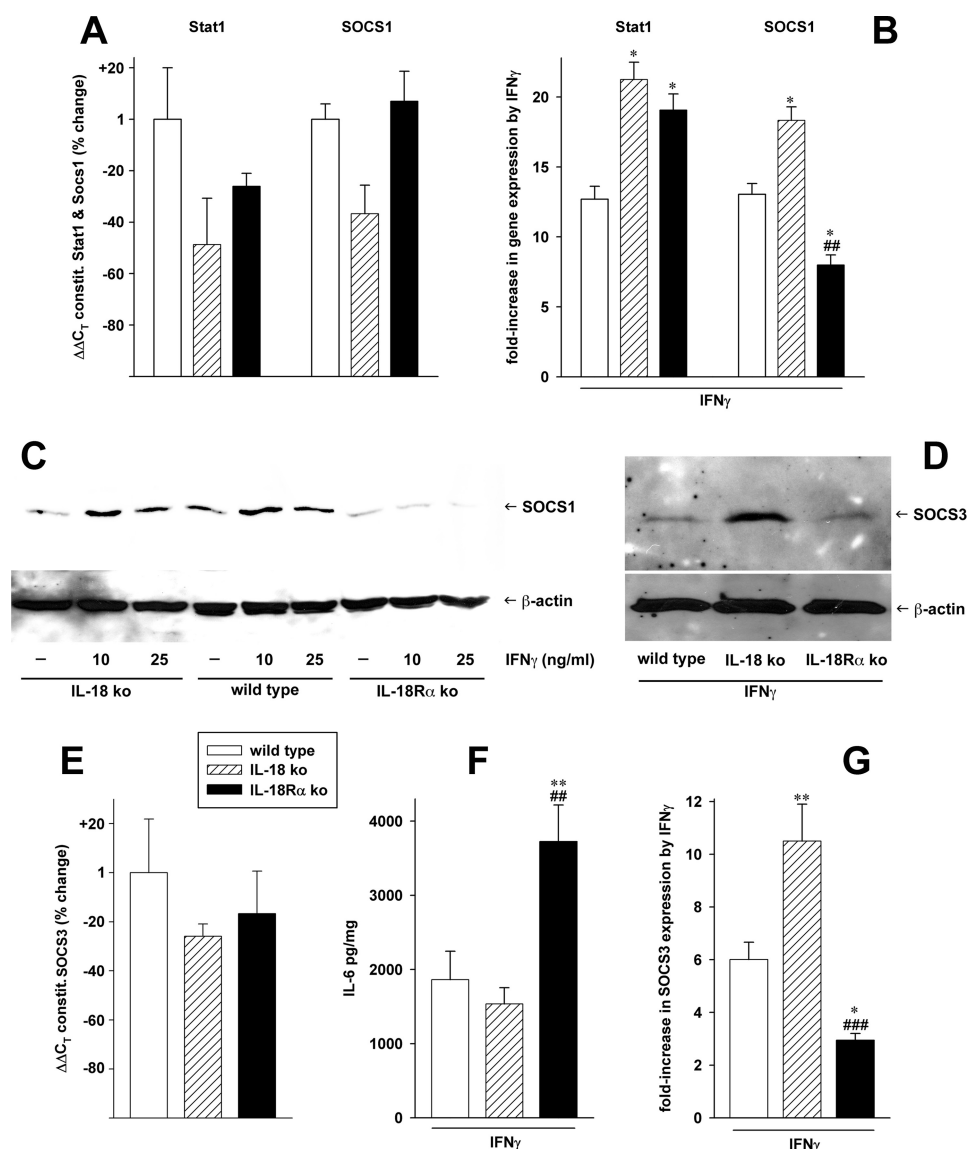 A
Stat1 SOCS1
ΔΔCT constit. Stat1 & Socs1 (% change)
+20
1
-20
-40
-60
-80
B
Stat1 SOCS1
fold-increase in gene expression by IFNγ
20
15
10
5
0
*
*
*
*
##
IFNγ
C
← SOCS1
← β-actin
– 10 25 – 10 25 – 10 25 IFNγ (ng/ml)
IL-18 ko wild type IL-18Rα ko
D
← SOCS3
← β-actin
wild type IL-18 ko IL-18Rα ko
IFNγ
wild type
IL-18 ko
IL-18Rα ko
E
ΔΔCT constit. SOCS3 (% change)
+20
1
-20
-40
-60
-80
F
IL-6 pg/mg
4000
3000
2000
1000
0
**
##
IFNγ
G
fold-increase in SOCS3 expression by IFNγ
12
10
8
6
4
2
0
**
*
###
IFNγ